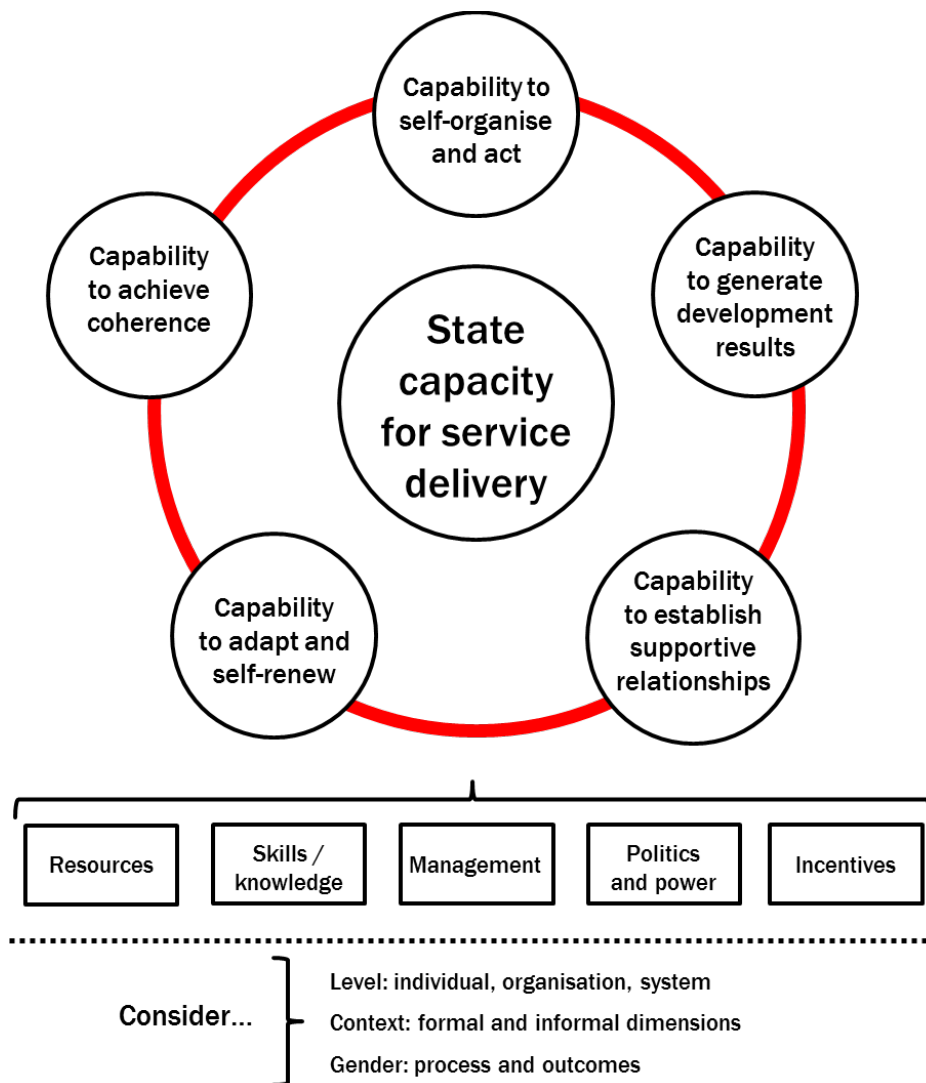 Capability to
self-organise
and act
Capability
to achieve
coherence
Capability
to generate
development
results
State
capacity
for service
delivery
Capability
to adapt and
self-renew
Capability
to establish
supportive
relationships
Resources
Skills /
knowledge
Management
Politics
and power
Incentives
Consider...
Level: individual, organisation, system
Context: formal and informal dimensions
Gender: process and outcomes